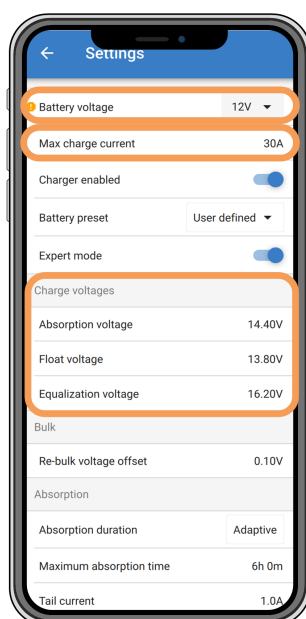 Settings
Battery voltage 12V
Max charge current 30A
Charger enabled
Battery preset User defined
Expert mode
Charge voltages
Absorption voltage 14.40V
Float voltage 13.80V
Equalization voltage 16.20V
Bulk
Re-bulk voltage offset 0.10V
Absorption
Absorption duration Adaptive
Maximum absorption time 6h 0m
Tail current 1.0A